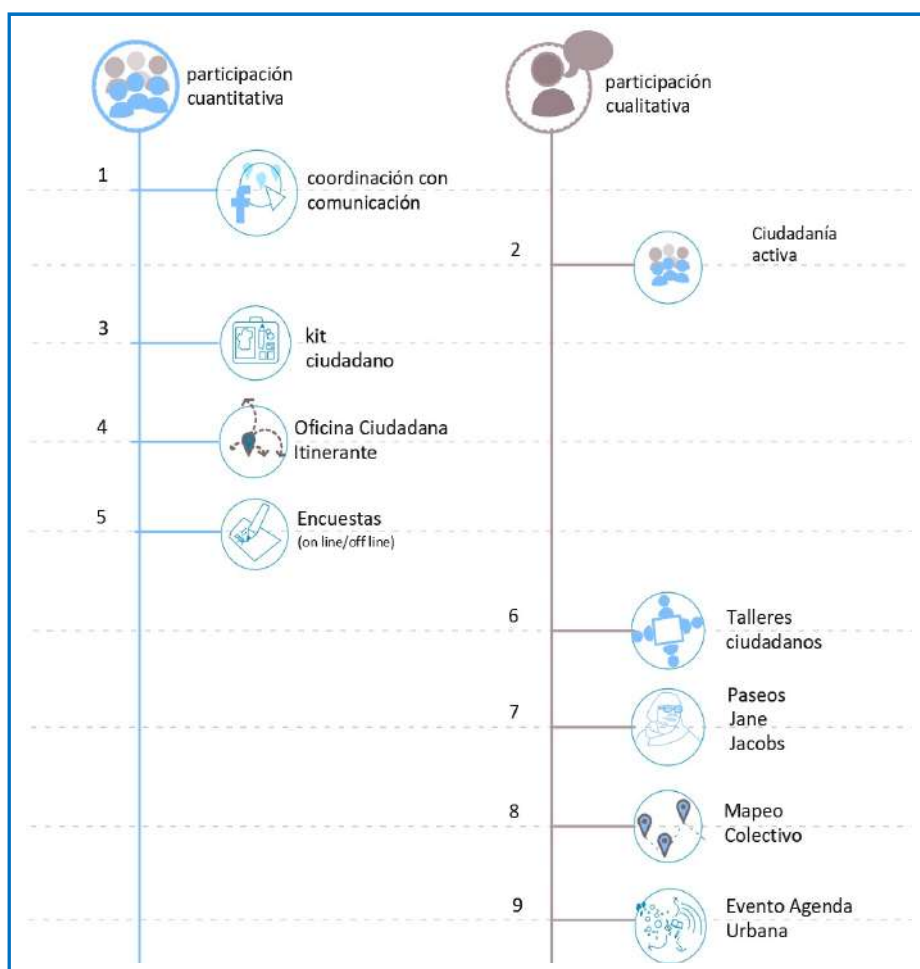 participación
cuantitativa
participación
cualitativa
1
coordinación con
comunicación
2
Ciudadanía
activa
3
kit
ciudadano
4
Oficina Ciudadana
Itinerante
5
Encuestas
(on line/off line)
6
Talleres
ciudadanos
7
Paseos
Jane
Jacobs
8
Mapeo
Colectivo
9
Evento Agenda
Urbana